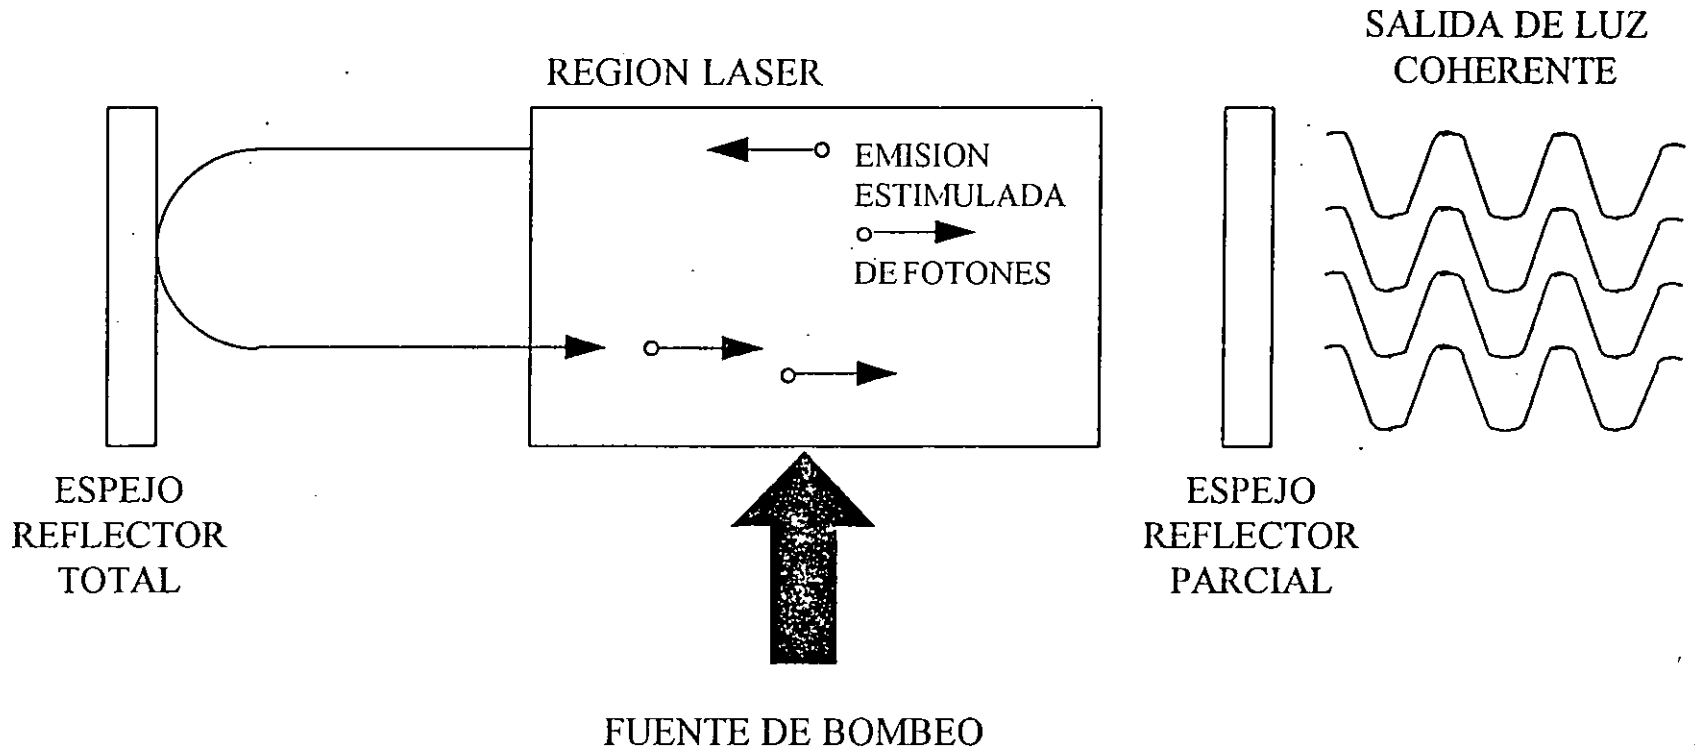 SALIDA DE LUZ
COHERENTE
REGION LASER
EMISION
ESTIMULADA
DE FOTONES
ESPEJO
REFLECTOR
TOTAL
ESPEJO
REFLECTOR
PARCIAL
FUENTE DE BOMBEO